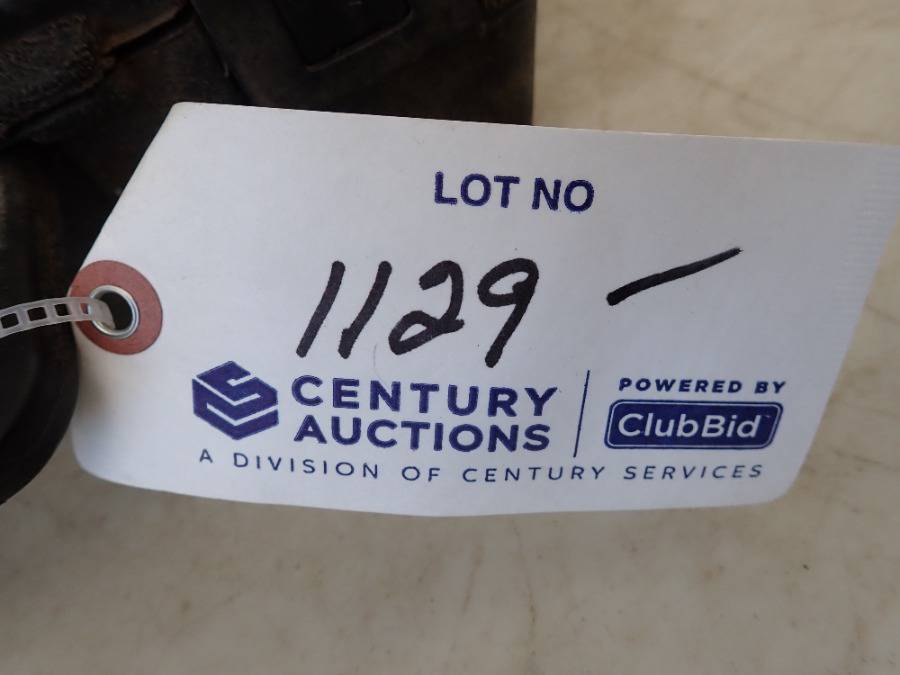 LOT NO
1129 —
CENTURY
AUCTIONS
A DIVISION OF CENTURY SERVICES
POWERED BY
ClubBid